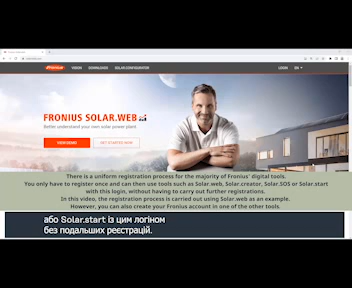 Fronius
VIDEOS DOWNLOADS SOLAR.CONFIGURATOR LOGIN EN
FRONIUS SOLAR.WEB
Better understand your own solar power plant
VIEW DEMO GET STARTED NOW
There is a uniform registration process for the majority of Fronius' digital tools.
You only have to register once and can then use tools such as Solar.web, Solar.creator, Solar.SOS or Solar.start
with this login, without having to carry out further registrations.
In this video, the registration process is carried out using Solar.web as an example.
However, you can also create your Fronius account in one of the other tools.
або Solar.start із цим логіном
без подальших реєстрацій.